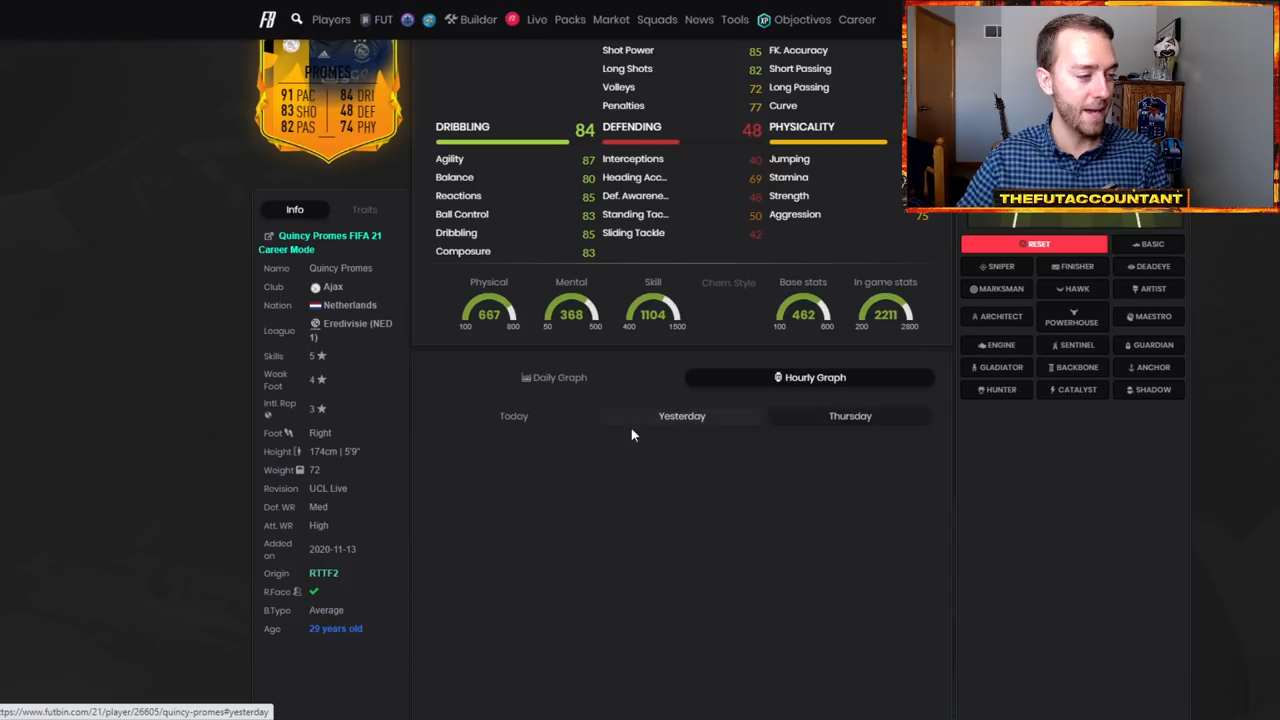 Players FUT Builder Live Packs Market Squads News Tools XP Objectives Career
PROMES
91 PAC 84 DRI
83 SHO 48 DEF
82 PAS 74 PHY
Shot Power 85 FK. Accuracy
Long Shots 82 Short Passing
Volleys 72 Long Passing
Penalties 77 Curve
DRIBBLING 84 DEFENDING 48 PHYSICALITY
Agility 87 Interceptions 40 Jumping
Balance 80 Heading Acc... 69 Stamina
Reactions 85 Def. Awarene... 48 Strength
Ball Control 83 Standing Tac... 50 Aggression 75
Dribbling 85 Sliding Tackle 42
Composure 83
Physical Mental Skill Chem. Style Base stats In game stats
667 368 1104 462 2211
100 800 50 500 400 1500 100 600 200 2800
Daily Graph Hourly Graph
Today Yesterday Thursday
Info Traits
Quincy Promes FIFA 21
Career Mode
Name Quincy Promes
Club Ajax
Nation Netherlands
League Eredivisie (NED
1)
Skills 5
Weak
Foot 4
Intl. Rep 3
Foot Right
Height 174cm | 5'9"
Weight 72
Revision UCL Live
Def. WR Med
Att. WR High
Added
on 2020-11-13
Origin RTTF2
R.Face
B.Type Average
Age 29 years old
THEFUTACCOUNTANT
RESET BASIC
SNIPER FINISHER DEADEYE
MARKSMAN HAWK ARTIST
ARCHITECT POWERHOUSE MAESTRO
ENGINE SENTINEL GUARDIAN
GLADIATOR BACKBONE ANCHOR
HUNTER CATALYST SHADOW
ttps://www.futbin.com/21/player/26605/quincy-promes#yesterday